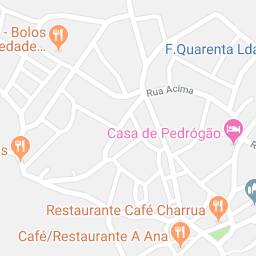 - Bolos
edade...
F.Quarenta Lda
Rua Acima
Casa de Pedrógão
s
Restaurante Café Charrua
Café/Restaurante A Ana